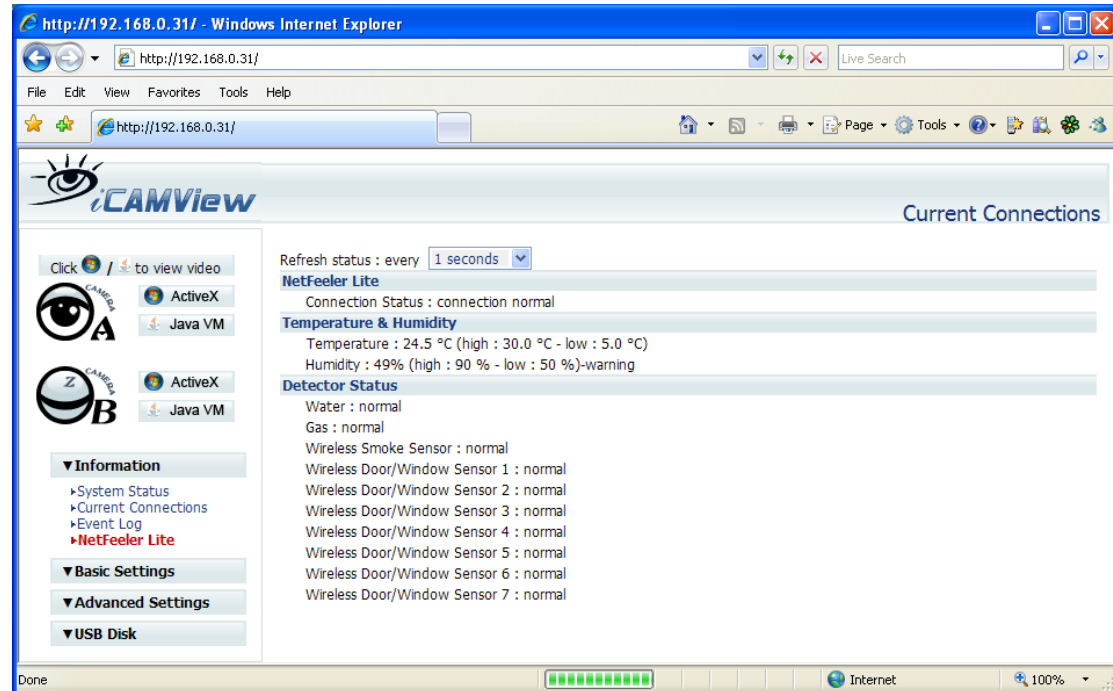 http://192.168.0.31/ - Windows Internet Explorer
http://192.168.0.31/
Live Search
File Edit View Favorites Tools Help
http://192.168.0.31/
Page Tools
iCAMView
Current Connections
Click / to view video
CAMERA A
ActiveX
Java VM
Z CAMERA B
ActiveX
Java VM
▼Information
▸System Status
▸Current Connections
▸Event Log
▸NetFeeler Lite
▼Basic Settings
▼Advanced Settings
▼USB Disk
Refresh status : every 1 seconds
NetFeeler Lite
Connection Status : connection normal
Temperature & Humidity
Temperature : 24.5 °C (high : 30.0 °C - low : 5.0 °C)
Humidity : 49% (high : 90 % - low : 50 %)-warning
Detector Status
Water : normal
Gas : normal
Wireless Smoke Sensor : normal
Wireless Door/Window Sensor 1 : normal
Wireless Door/Window Sensor 2 : normal
Wireless Door/Window Sensor 3 : normal
Wireless Door/Window Sensor 4 : normal
Wireless Door/Window Sensor 5 : normal
Wireless Door/Window Sensor 6 : normal
Wireless Door/Window Sensor 7 : normal
Done
Internet
100%